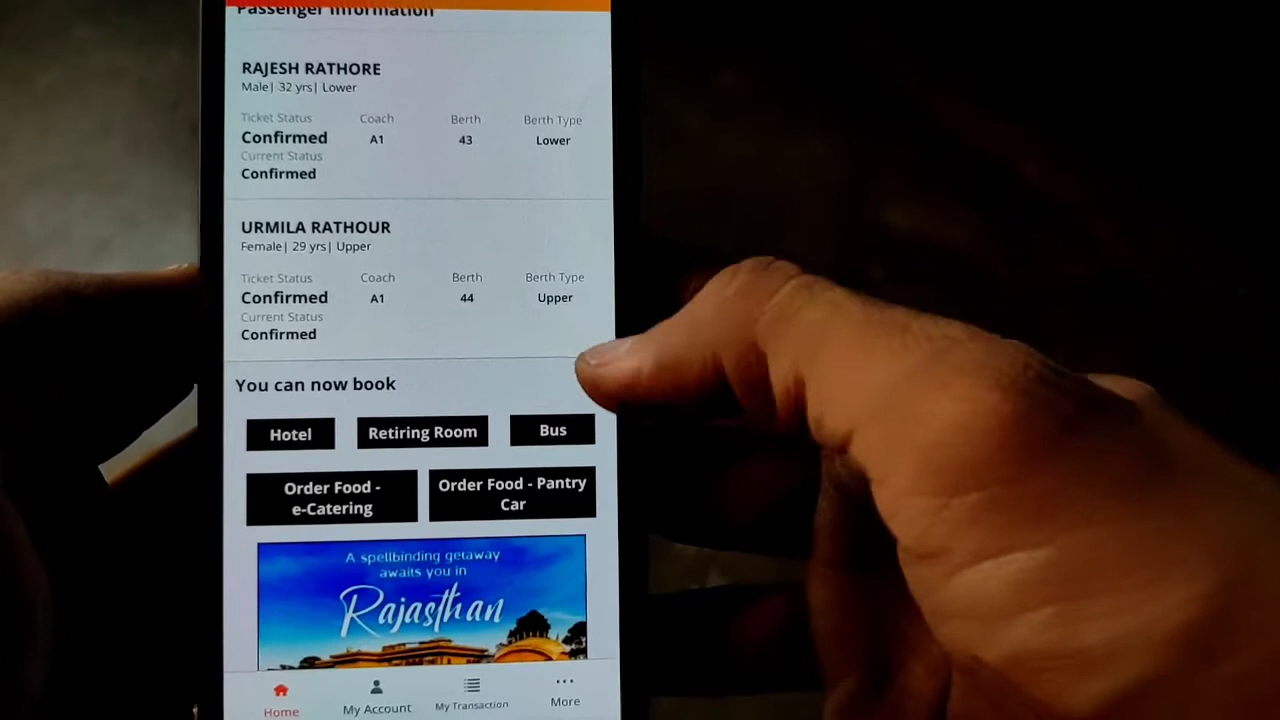 Passenger Information
RAJESH RATHORE
Male| 32 yrs| Lower
Ticket Status Coach Berth Berth Type
Confirmed A1 43 Lower
Current Status
Confirmed
URMILA RATHOUR
Female| 29 yrs| Upper
Ticket Status Coach Berth Berth Type
Confirmed A1 44 Upper
Current Status
Confirmed
You can now book
Hotel Retiring Room Bus
Order Food -
e-Catering
Order Food - Pantry
Car
A spellbinding getaway
awaits you in
Rajasthan
Home My Account My Transaction More